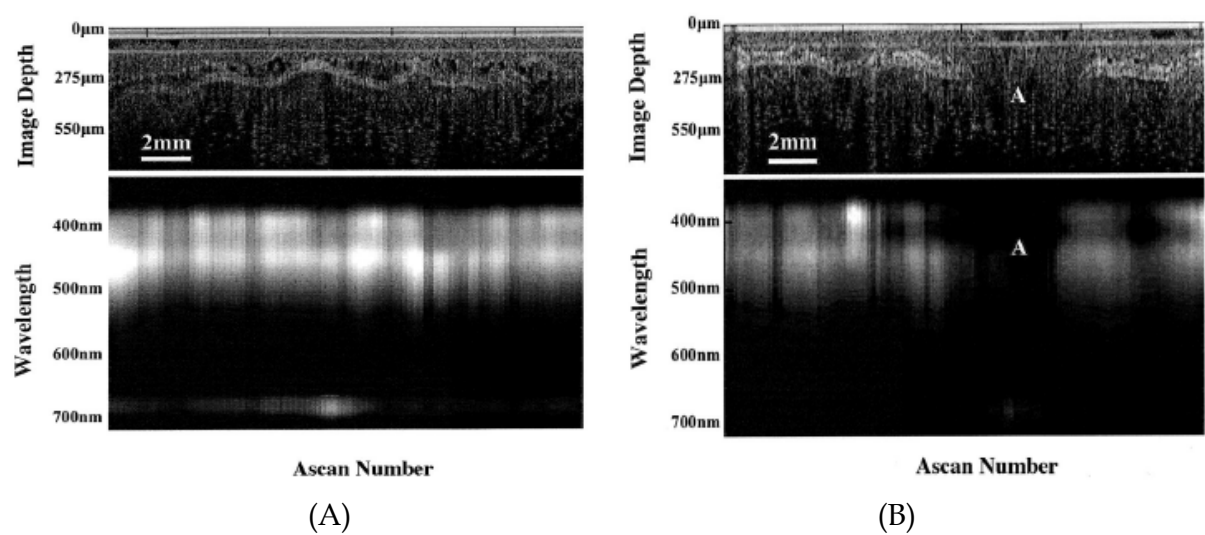 0μm
275μm
550μm
Image Depth
2mm
400nm
500nm
600nm
700nm
Wavelength
Ascan Number
(A)
0μm
275μm
550μm
Image Depth
2mm
A
400nm
500nm
600nm
700nm
Wavelength
A
Ascan Number
(B)